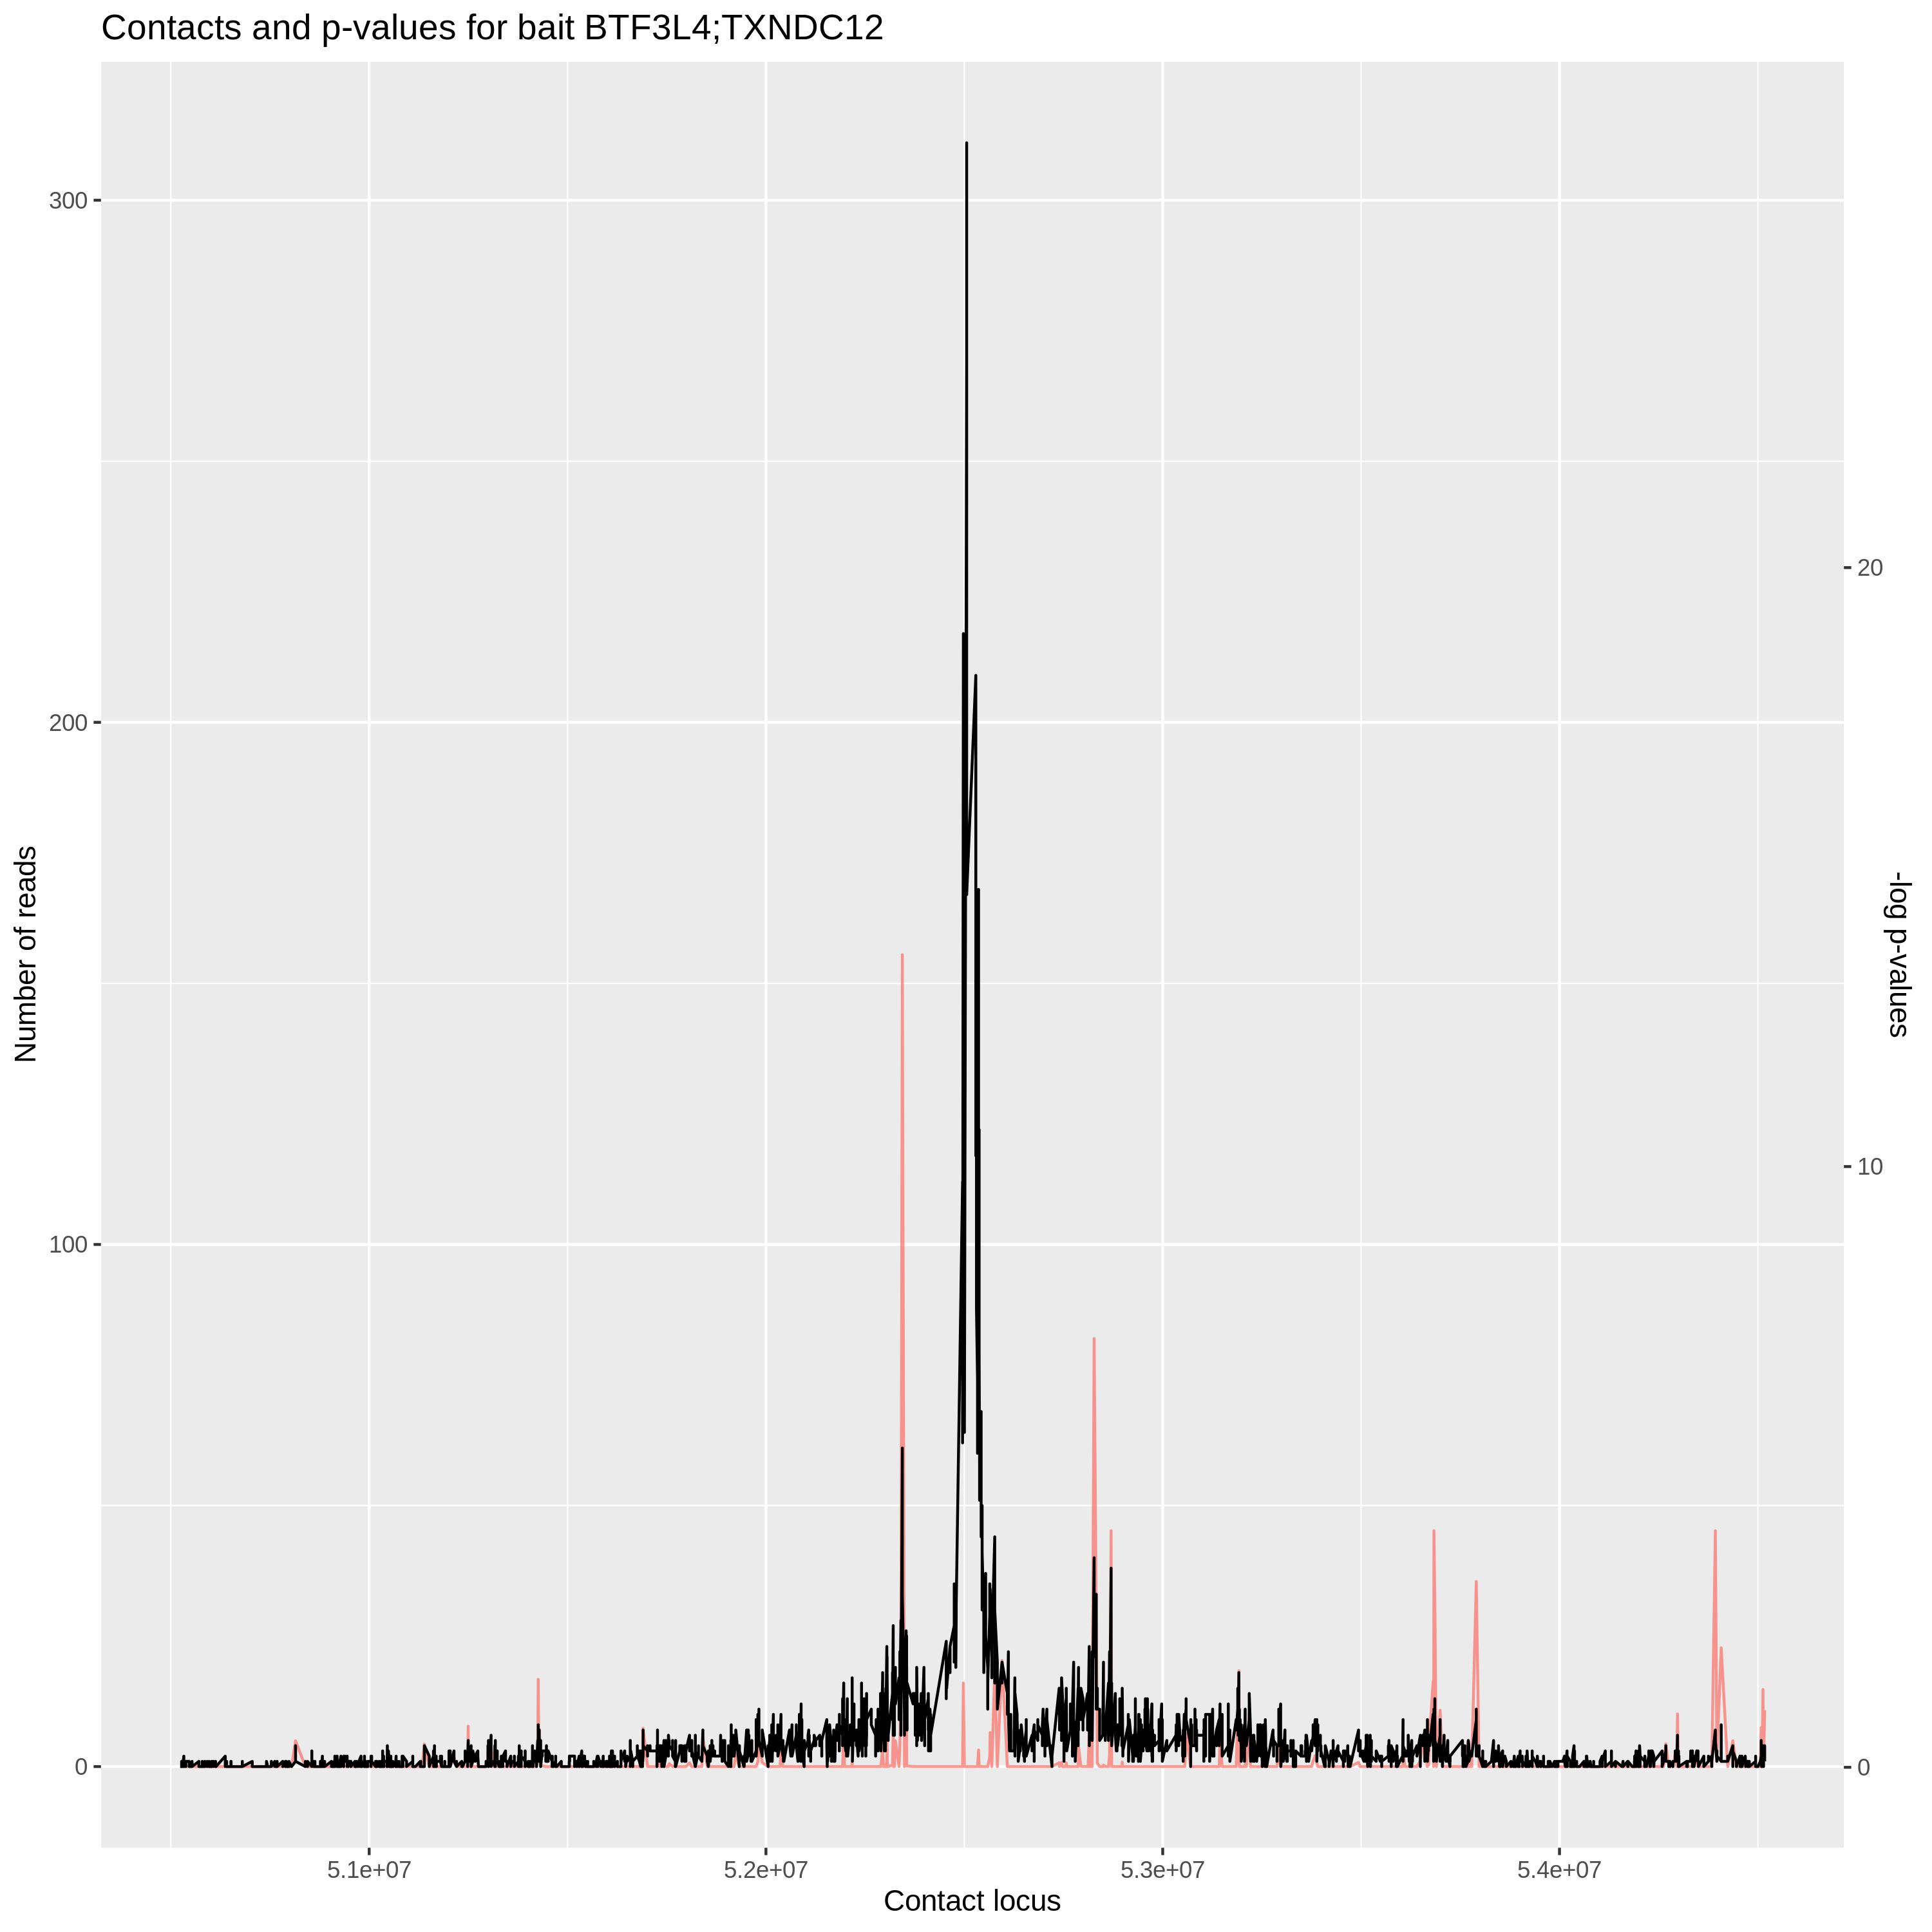 Contacts and p-values for bait BTF3L4;TXNDC12
300
200
100
0
Number of reads
20
10
0
-log p-values
5.1e+07
5.2e+07
5.3e+07
5.4e+07
Contact locus